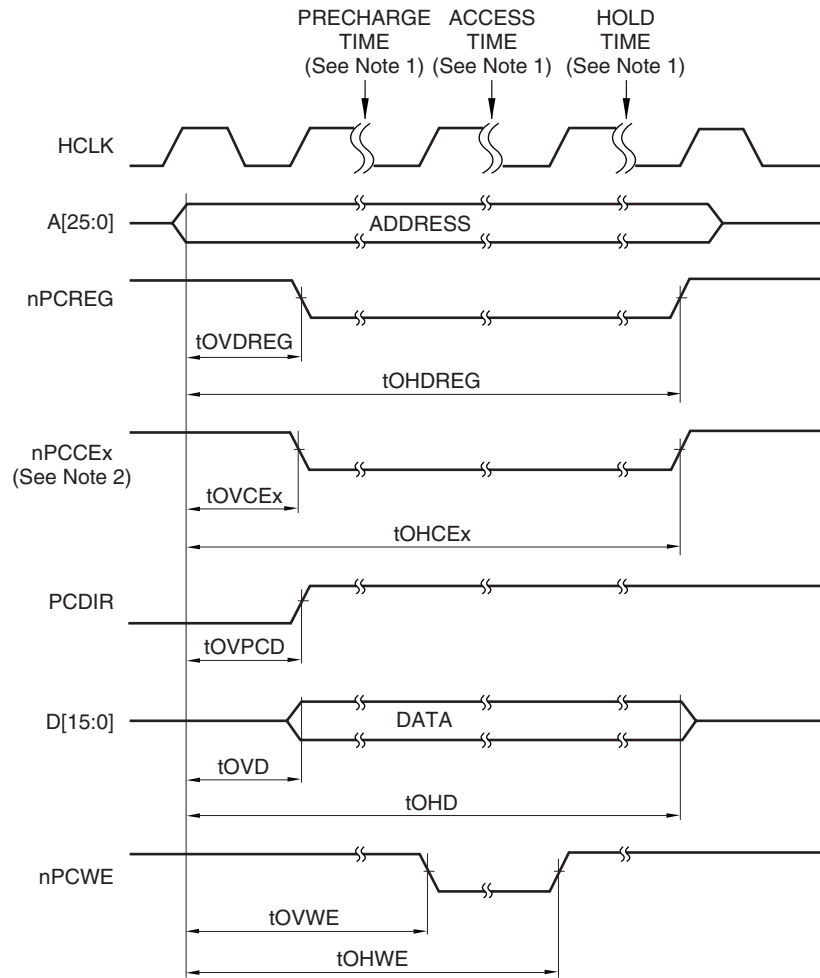 PRECHARGE TIME (See Note 1)
ACCESS TIME (See Note 1)
HOLD TIME (See Note 1)
HCLK
A[25:0]
ADDRESS
nPCREG
tOVDREG
tOHDREG
nPCCEx
(See Note 2)
tOVCEx
tOHCEx
PCDIR
tOVPCD
D[15:0]
DATA
tOVD
tOHD
nPCWE
tOVWE
tOHWE